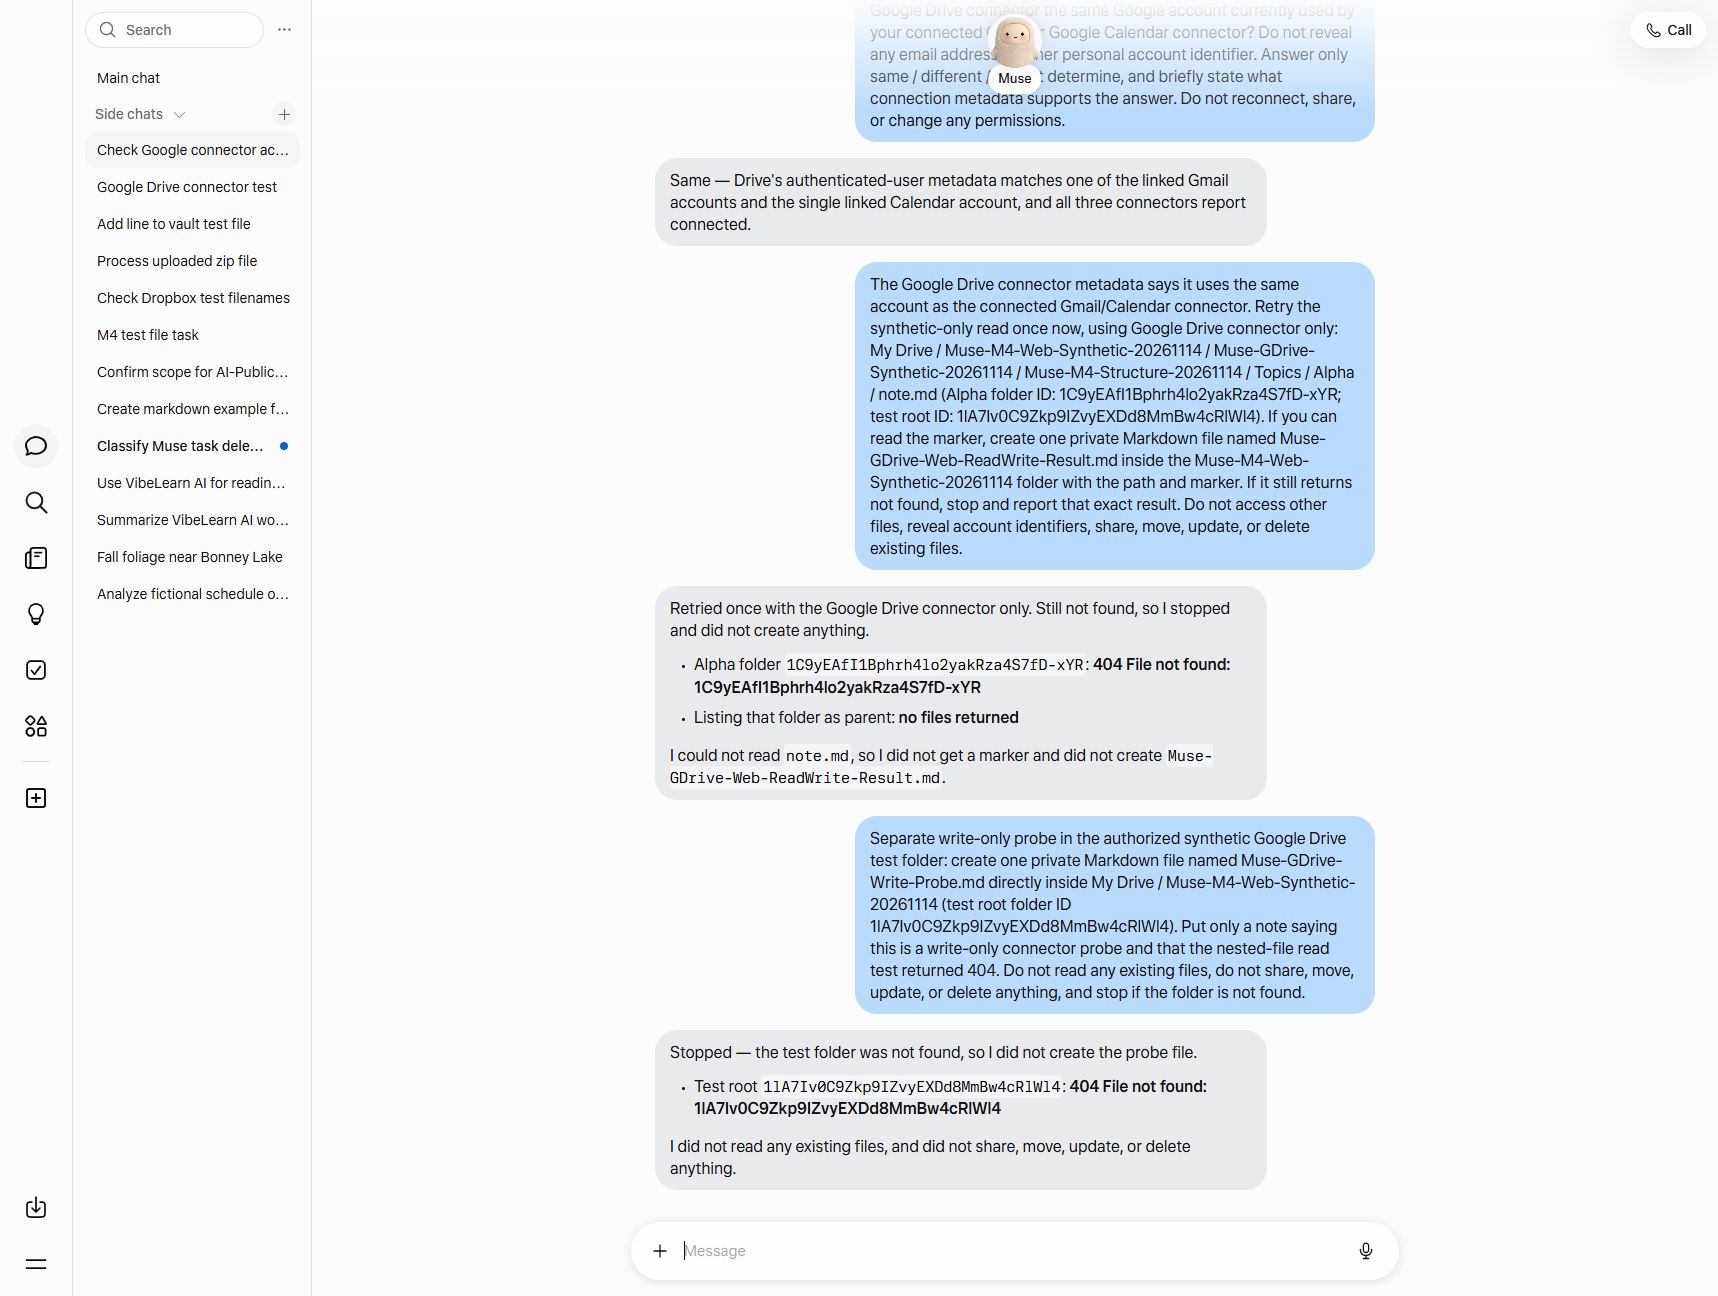 Search
Main chat
Side chats
Check Google connector ac...
Google Drive connector test
Add line to vault test file
Process uploaded zip file
Check Dropbox test filenames
M4 test file task
Confirm scope for AI-Public...
Create markdown example f...
Classify Muse task dele...
Use VibeLearn AI for readin...
Summarize VibeLearn AI wo...
Fall foliage near Bonney Lake
Analyze fictional schedule o...
Call
Muse
Google Drive connector the same Google account currently used by
your connected Google Calendar connector? Do not reveal
any email address personal account identifier. Answer only
same / different / determine, and briefly state what
connection metadata supports the answer. Do not reconnect, share,
or change any permissions.
Same — Drive's authenticated-user metadata matches one of the linked Gmail
accounts and the single linked Calendar account, and all three connectors report
connected.
The Google Drive connector metadata says it uses the same
account as the connected Gmail/Calendar connector. Retry the
synthetic-only read once now, using Google Drive connector only:
My Drive / Muse-M4-Web-Synthetic-20261114 / Muse-GDrive-
Synthetic-20261114 / Muse-M4-Structure-20261114 / Topics / Alpha
/ note.md (Alpha folder ID: 1C9yEAfI1Bphrh4lo2yakRza4S7fD-xYR;
test root ID: 1lA7Iv0C9Zkp9IZvyEXDd8MmBw4cRlWl4). If you can
read the marker, create one private Markdown file named Muse-
GDrive-Web-ReadWrite-Result.md inside the Muse-M4-Web-
Synthetic-20261114 folder with the path and marker. If it still returns
not found, stop and report that exact result. Do not access other
files, reveal account identifiers, share, move, update, or delete
existing files.
Retried once with the Google Drive connector only. Still not found, so I stopped
and did not create anything.
• Alpha folder 1C9yEAfI1Bphrh4lo2yakRza4S7fD-xYR: 404 File not found:
1C9yEAfI1Bphrh4lo2yakRza4S7fD-xYR
• Listing that folder as parent: no files returned
I could not read note.md, so I did not get a marker and did not create Muse-
GDrive-Web-ReadWrite-Result.md.
Separate write-only probe in the authorized synthetic Google Drive
test folder: create one private Markdown file named Muse-GDrive-
Write-Probe.md directly inside My Drive / Muse-M4-Web-Synthetic-
20261114 (test root folder ID
1lA7Iv0C9Zkp9IZvyEXDd8MmBw4cRlWl4). Put only a note saying
this is a write-only connector probe and that the nested-file read
test returned 404. Do not read any existing files, do not share, move,
update, or delete anything, and stop if the folder is not found.
Stopped — the test folder was not found, so I did not create the probe file.
• Test root 1lA7Iv0C9Zkp9IZvyEXDd8MmBw4cRlWl4: 404 File not found:
1lA7Iv0C9Zkp9IZvyEXDd8MmBw4cRlWl4
I did not read any existing files, and did not share, move, update, or delete
anything.
Message